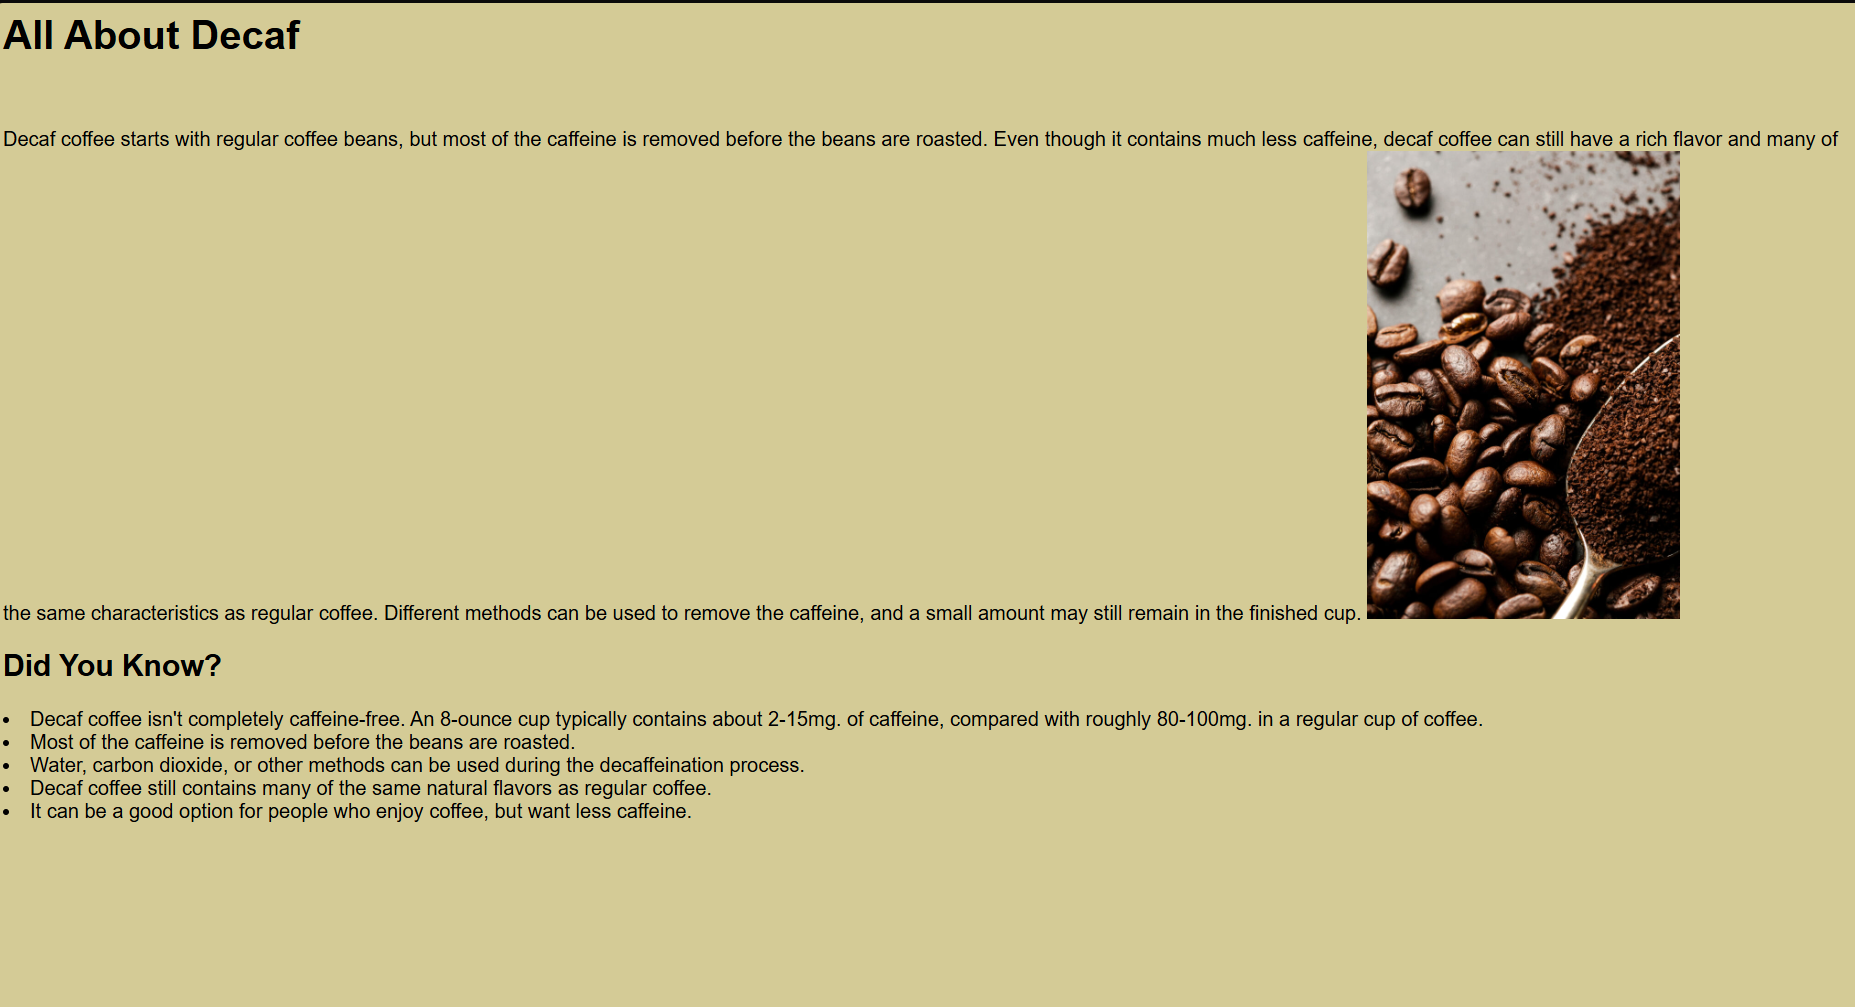 All About Decaf
Decaf coffee starts with regular coffee beans, but most of the caffeine is removed before the beans are roasted. Even though it contains much less caffeine, decaf coffee can still have a rich flavor and many of
the same characteristics as regular coffee. Different methods can be used to remove the caffeine, and a small amount may still remain in the finished cup.
Did You Know?
• Decaf coffee isn't completely caffeine-free. An 8-ounce cup typically contains about 2-15mg. of caffeine, compared with roughly 80-100mg. in a regular cup of coffee.
• Most of the caffeine is removed before the beans are roasted.
• Water, carbon dioxide, or other methods can be used during the decaffeination process.
• Decaf coffee still contains many of the same natural flavors as regular coffee.
• It can be a good option for people who enjoy coffee, but want less caffeine.